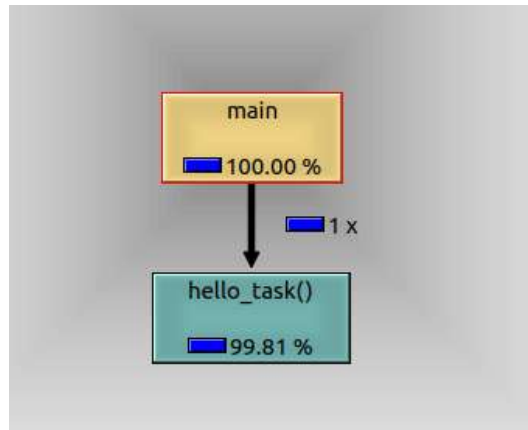 main
100.00 %
1 x
hello_task()
99.81 %